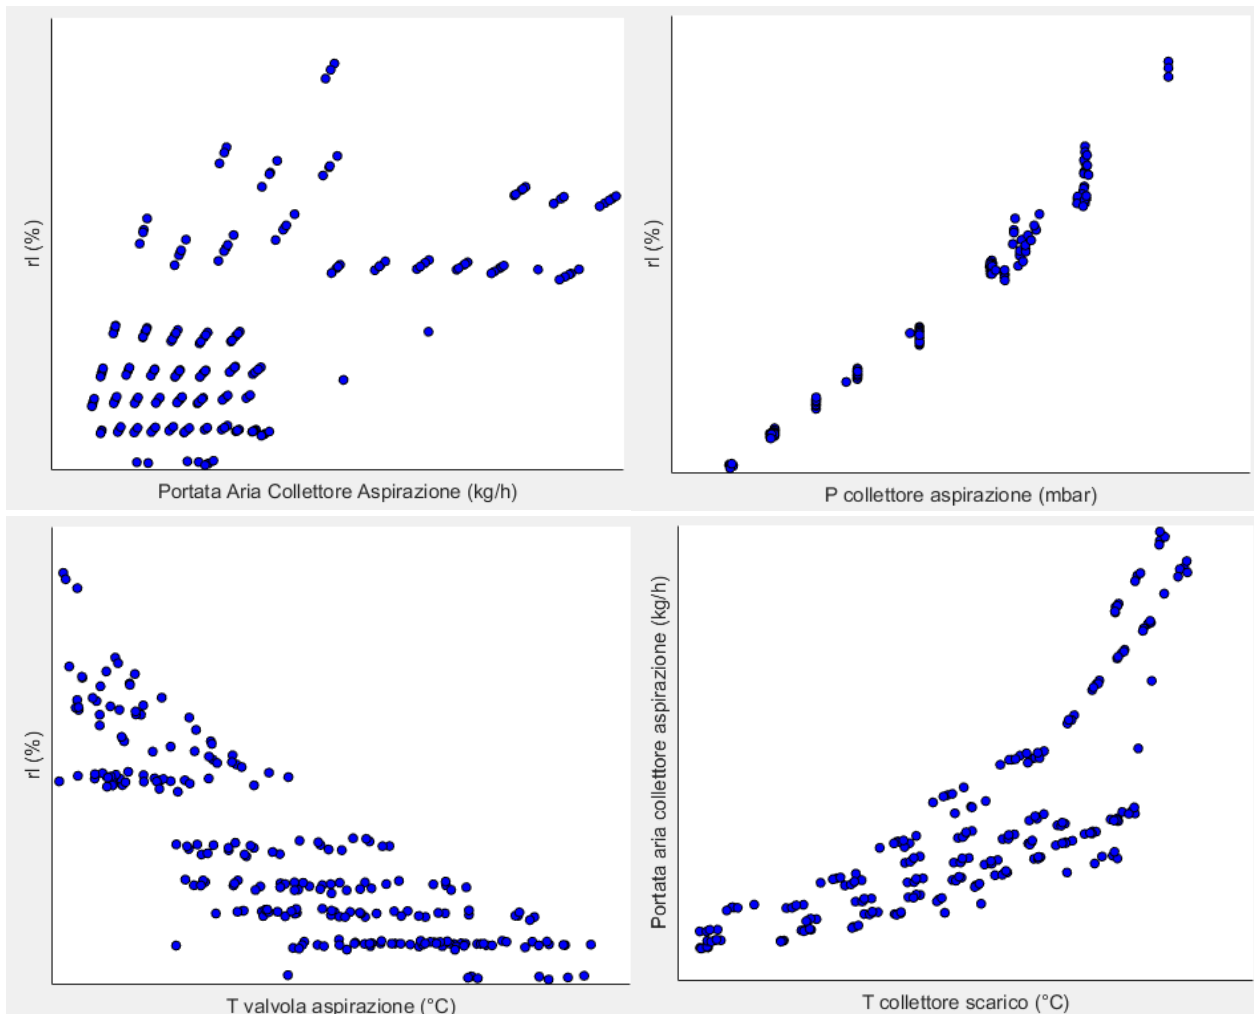 rl (%)
Portata Aria Collettore Aspirazione (kg/h)
rl (%)
P collettore aspirazione (mbar)
rl (%)
T valvola aspirazione (°C)
Portata aria collettore aspirazione (kg/h)
T collettore scarico (°C)